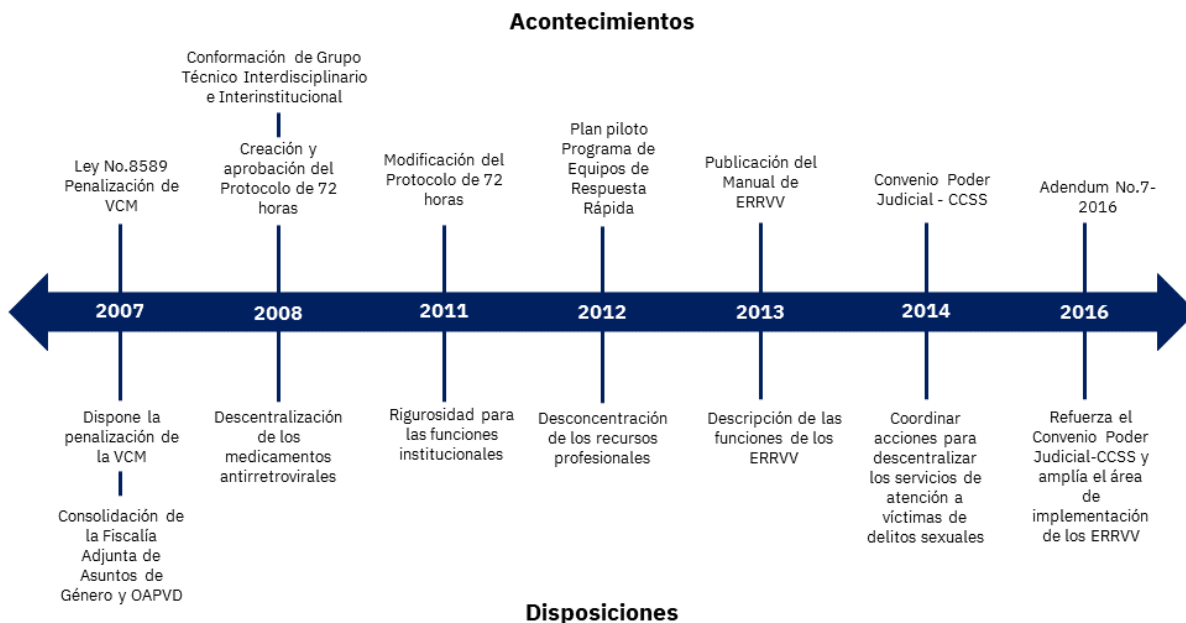 Acontecimientos
Conformación de Grupo
Técnico Interdisciplinario
e Interinstitucional
Ley No.8589
Penalización de
VCM
Creación y
aprobación del
Protocolo de 72
horas
Modificación del
Protocolo de 72
horas
Plan piloto
Programa de
Equipos de
Respuesta
Rápida
Publicación del
Manual de
ERRVV
Convenio Poder
Judicial - CCSS
Adendum No.7-
2016
2007
2008
2011
2012
2013
2014
2016
Dispone la
penalización de
la VCM
Consolidación de
la Fiscalía
Adjunta de
Asuntos de
Género y OAPVD
Descentralización
de los
medicamentos
antirretrovirales
Rigurosidad para
las funciones
institucionales
Desconcentración
de los recursos
profesionales
Descripción de las
funciones de los
ERRVV
Coordinar
acciones para
descentralizar
los servicios de
atención a
víctimas de
delitos sexuales
Refuerza el
Convenio Poder
Judicial-CCSS y
amplía el área
de
implementación
de los ERRVV
Disposiciones